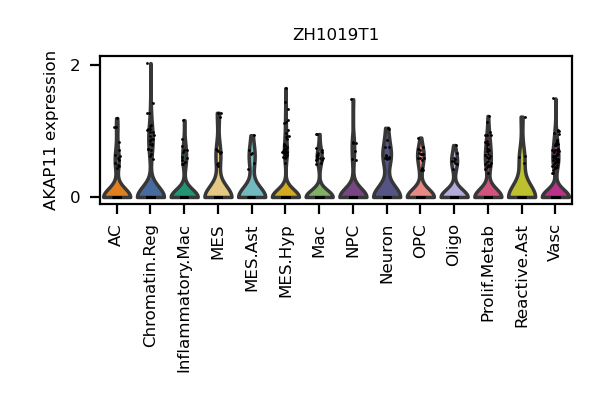 ZH1019T1
AKAP11 expression
2
0
AC
Chromatin.Reg
Inflammatory.Mac
MES
MES.Ast
MES.Hyp
Mac
NPC
Neuron
OPC
Oligo
Prolif.Metab
Reactive.Ast
Vasc